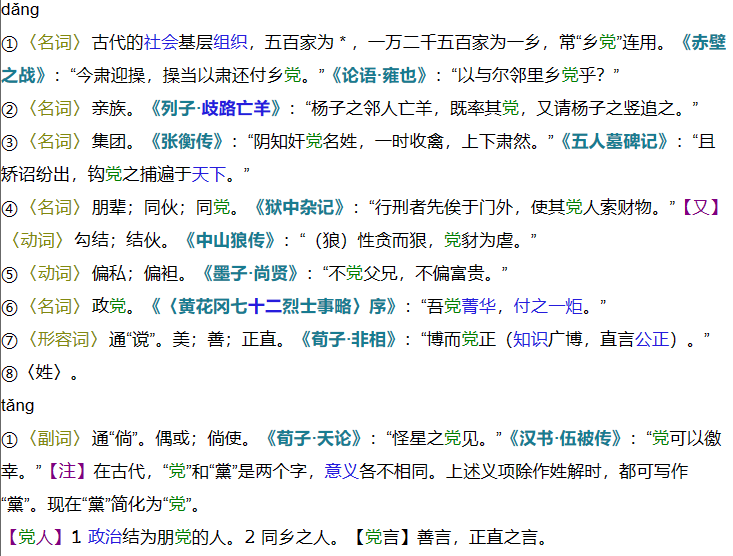 dǎng
①〈名词〉古代的社会基层组织，五百家为 * ，一万二千五百家为一乡，常“乡党”连用。《赤壁
之战》：“今肃迎操，操当以肃还付乡党。”《论语·雍也》：“以与尔邻里乡党乎？”
②〈名词〉亲族。《列子·歧路亡羊》：“杨子之邻人亡羊，既率其党，又请杨子之竖追之。”
③〈名词〉集团。《张衡传》：“阴知奸党名姓，一时收禽，上下肃然。”《五人墓碑记》：“且
矫诏纷出，钩党之捕遍于天下。”
④〈名词〉朋辈；同伙；同党。《狱中杂记》：“行刑者先俟于门外，使其党人索财物。”【又】
〈动词〉勾结；结伙。《中山狼传》：“（狼）性贪而狠，党豺为虐。”
⑤〈动词〉偏私；偏袒。《墨子·尚贤》：“不党父兄，不偏富贵。”
⑥〈名词〉政党。《〈黄花冈七十二烈士事略〉序》：“吾党菁华，付之一炬。”
⑦〈形容词〉通“谠”。美；善；正直。《荀子·非相》：“博而党正（知识广博，直言公正）。”
⑧〈姓〉。
tǎng
①〈副词〉通“倘”。偶或；倘使。《荀子·天论》：“怪星之党见。”《汉书·伍被传》：“党可以徼
幸。”【注】在古代，“党”和“黨”是两个字，意义各不相同。上述义项除作姓解时，都可写作
“黨”。现在“黨”简化为“党”。
【党人】1 政治结为朋党的人。2 同乡之人。【党言】善言，正直之言。